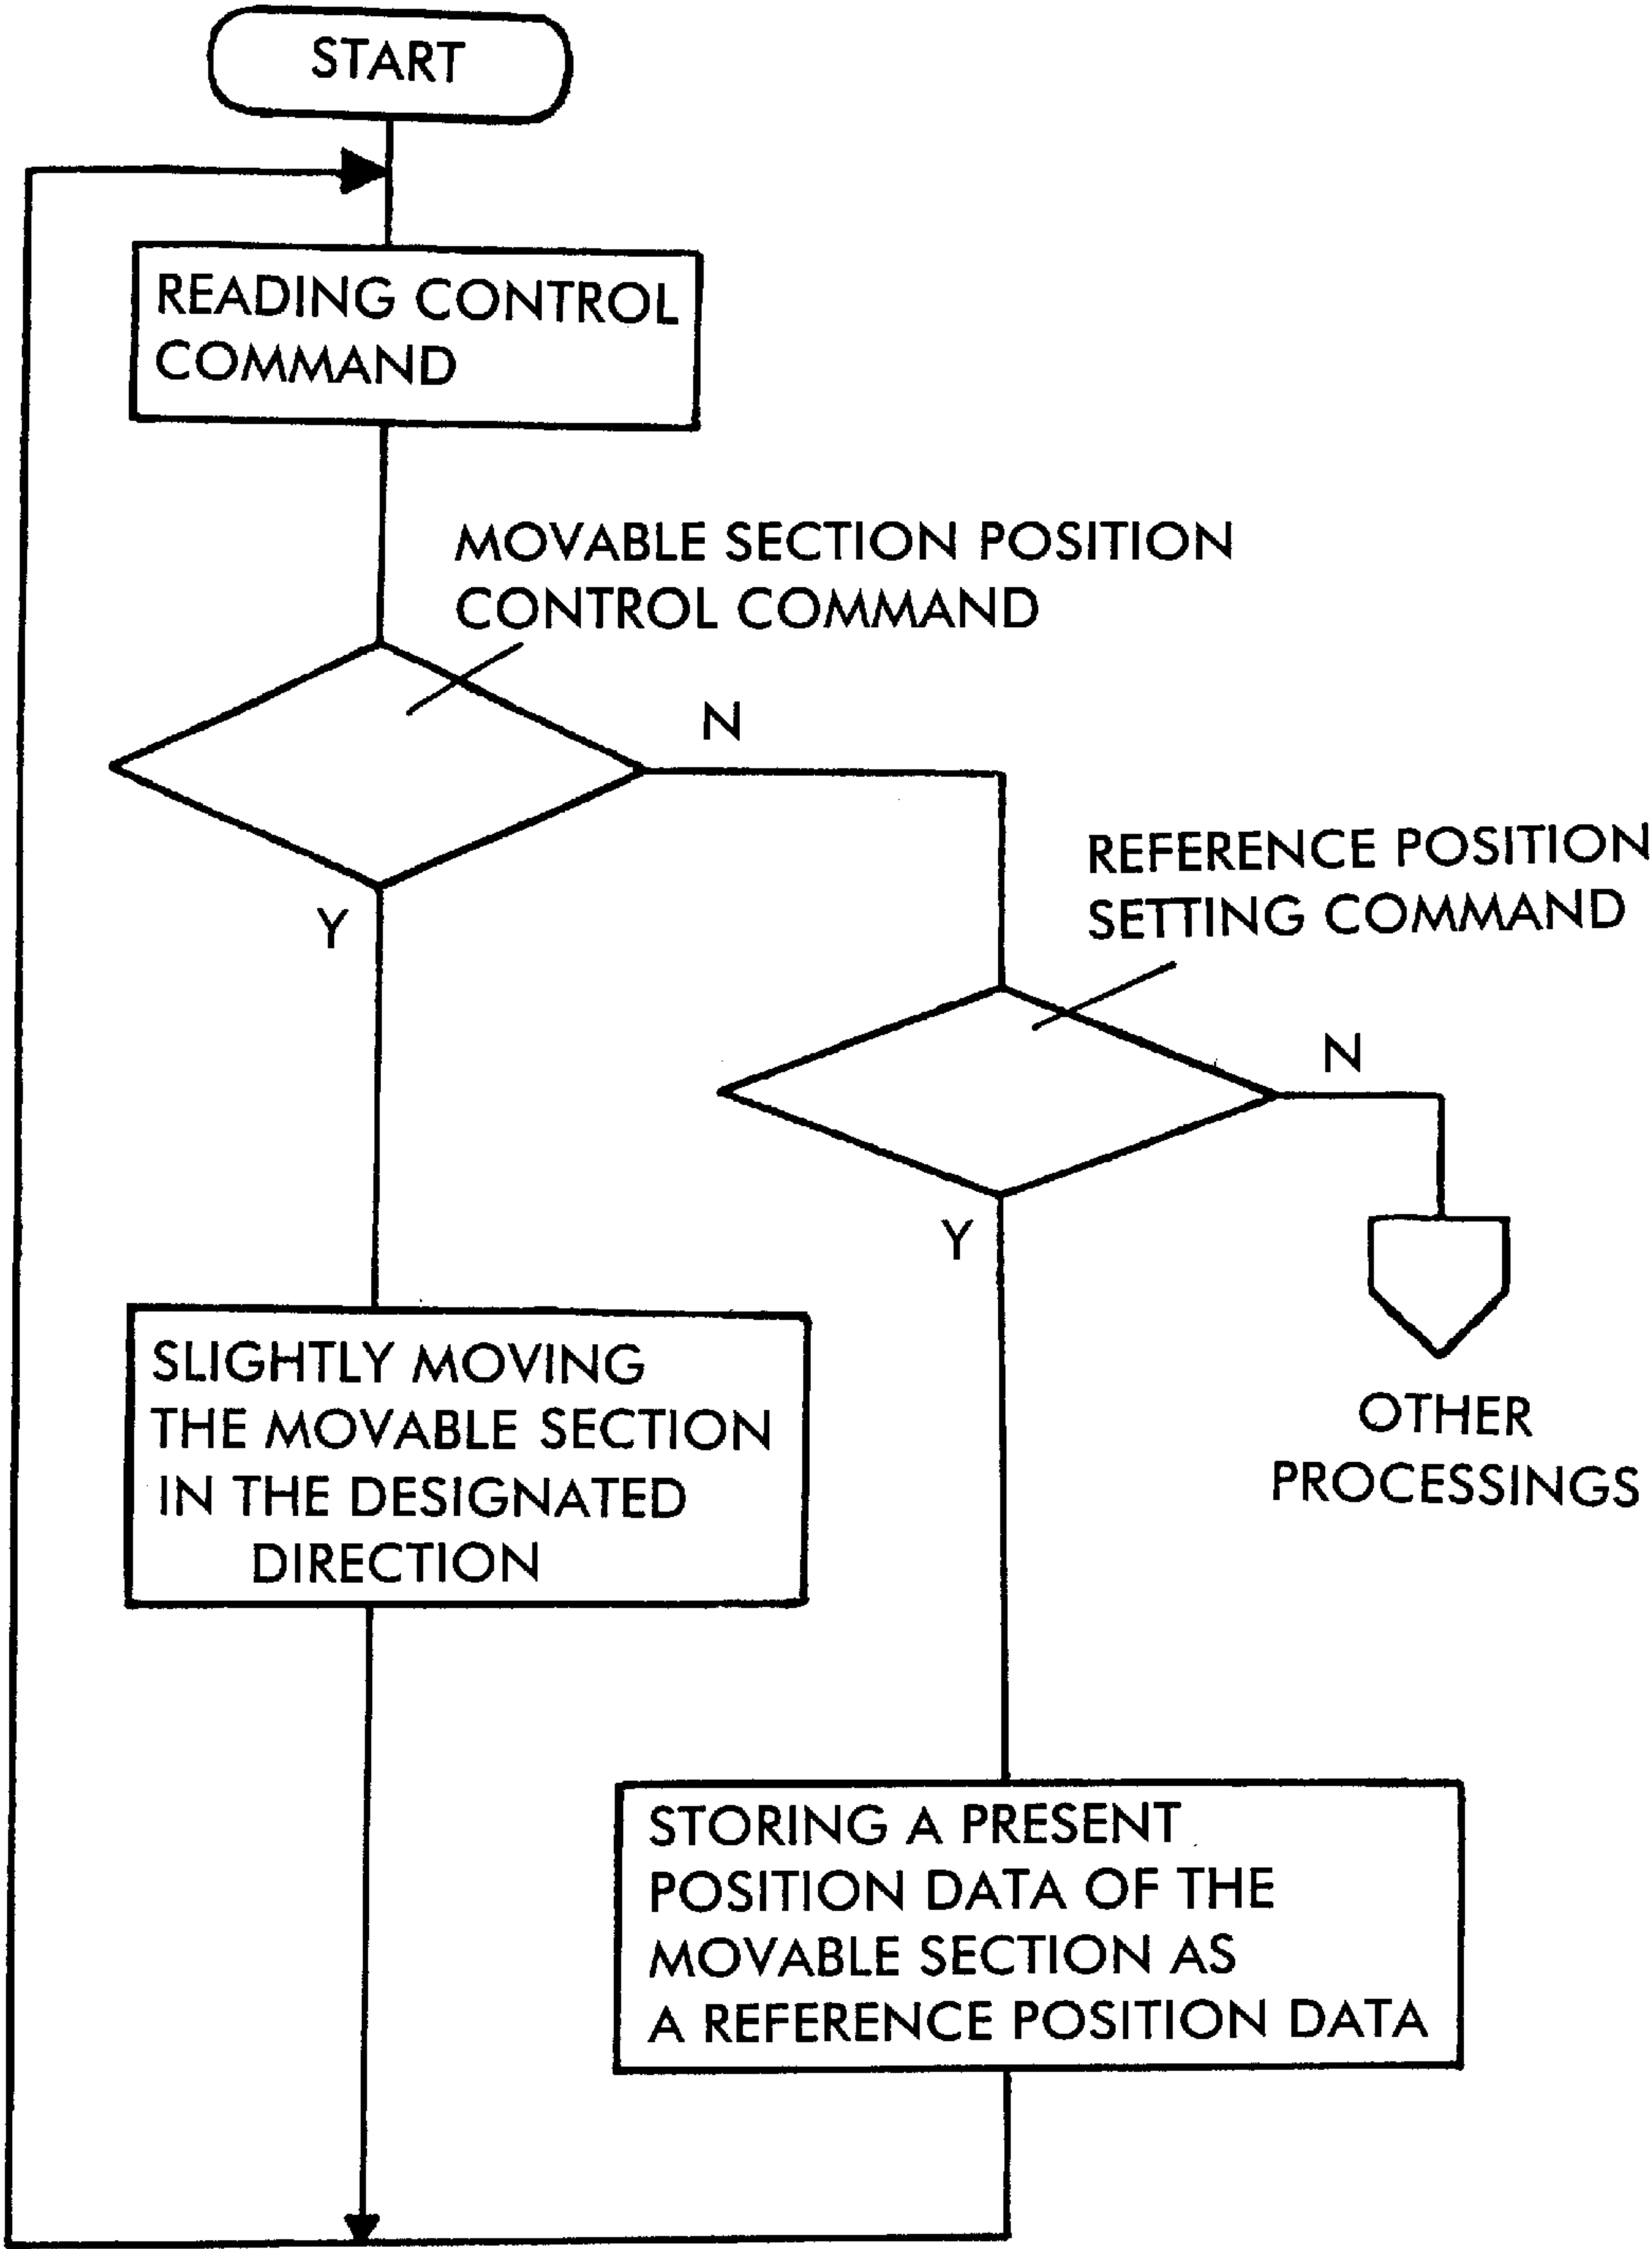 START
READING CONTROL
COMMAND
MOVABLE SECTION POSITION
CONTROL COMMAND
N
Y
REFERENCE POSITION
SETTING COMMAND
N
Y
SLIGHTLY MOVING
THE MOVABLE SECTION
IN THE DESIGNATED
DIRECTION
OTHER
PROCESSINGS
STORING A PRESENT
POSITION DATA OF THE
MOVABLE SECTION AS
A REFERENCE POSITION DATA